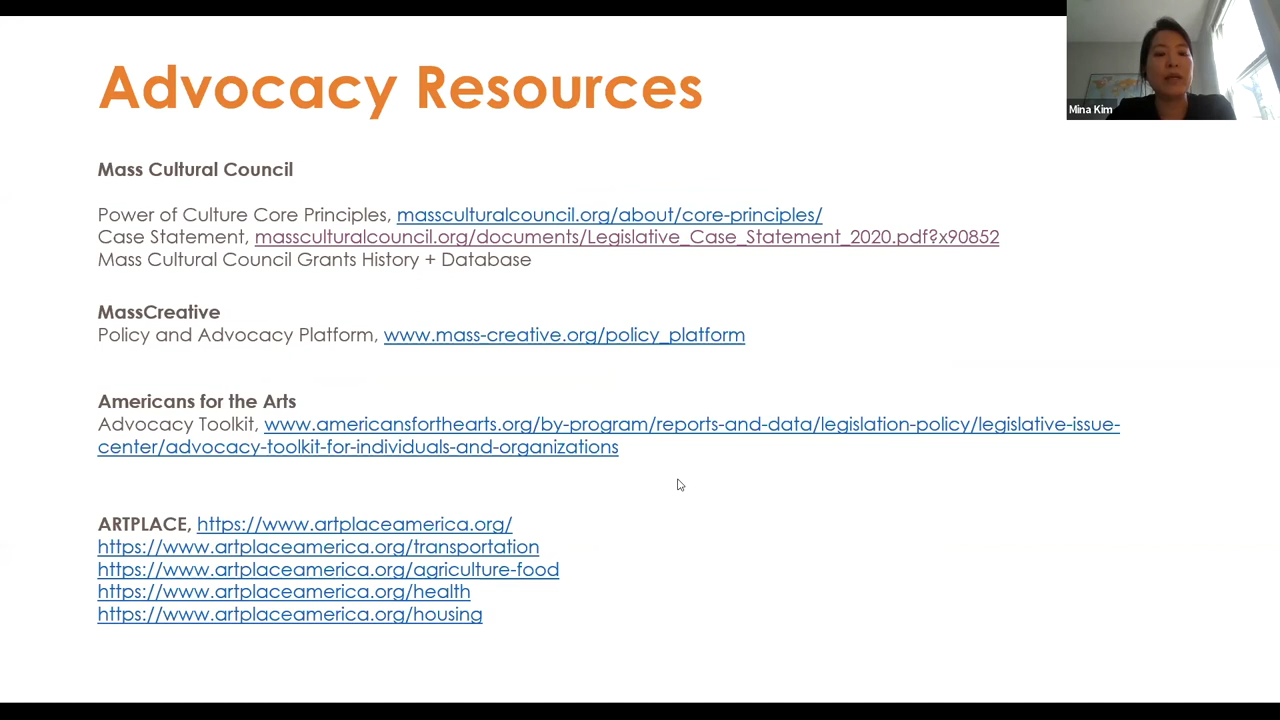 Advocacy Resources
Mina Kim
Mass Cultural Council
Power of Culture Core Principles, massculturalcouncil.org/about/core-principles/
Case Statement, massculturalcouncil.org/documents/Legislative_Case_Statement_2020.pdf?x90852
Mass Cultural Council Grants History + Database
MassCreative
Policy and Advocacy Platform, www.mass-creative.org/policy_platform
Americans for the Arts
Advocacy Toolkit, www.americansforthearts.org/by-program/reports-and-data/legislation-policy/legislative-issue-
center/advocacy-toolkit-for-individuals-and-organizations
ARTPLACE, https://www.artplaceamerica.org/
https://www.artplaceamerica.org/transportation
https://www.artplaceamerica.org/agriculture-food
https://www.artplaceamerica.org/health
https://www.artplaceamerica.org/housing